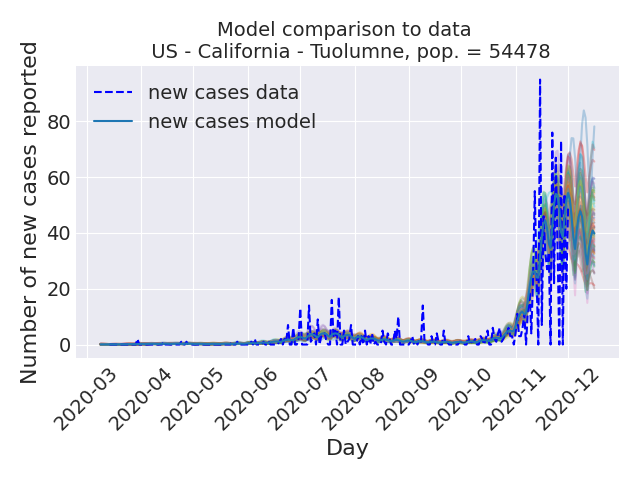 Model comparison to data
US - California - Tuolumne, pop. = 54478
Number of new cases reported
new cases data
new cases model
80
60
40
20
0
2020-03
2020-04
2020-05
2020-06
2020-07
2020-08
2020-09
2020-10
2020-11
2020-12
Day